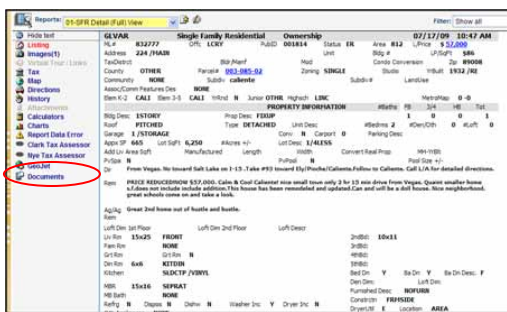 Reports: 01-SFR Detail (Full) View Filter: Show all
Hide text
Listing
Images(1)
Virtual Tour / Links
Tax
Map
Directions
History
Attachments
Calculators
Charts
Report Data Error
Clark Tax Assessor
Nye Tax Assessor
GeoJet
Documents
GLVAR Single Family Residential Ownership 07/17/09 10:47 AM
ML# 832777 Offc LCRY PubID 001814 Status ER Area 812 L/Price $ 57,000
Address 224 /MAIR Unit Bldg # LP/SqFt $86
TaxDistrct Bldr/Manf Mod Condo Conversion Zip 89008
County OTHER Parcel# 003-085-02 Zoning SINGLE Studio YrBuilt 1932 /RE
Community NONE Subdiv caliente Subdiv # LandUse
Assoc/Comm Features Des NONE
Elem K-2 CALI Elem 3-5 CALI YrRnd N Junior OTHR Highsch LINC MetroMap 0 -0
PROPERTY INFORMATION #Baths FB 3/4 HB Tot
Bldg Desc 1STORY Prop Desc FIXUP 1 0 0 1
Roof PITCHED Type DETACHED Unit Desc #Bedrms 2 #Den/Oth 0 #Loft 0
Garage 1 /STORAGE Conv N Carport 0 Parking Desc
Appx SF 665 Lot SqFt 6,250 #Acres +/- Lot Desc 1/4LESS
Add Liv Area Sqft Manufactured Length Width Convert Real Prop MH-YrBlt
PvSpa N PvPool N Pool Size +/-
Dir From Vegas. No toward Salt Lake on I-15 .Take #93 toward Ely/Pioche/Caliente.Follow to Caliente. Call L/A for detailed directions.
Rem PRICE REDUCED!NOW $57,000. Calm & Cool Caliente! nice small town only 2 hr 15 min drive from Vegas. Quaint smaller home
s.f.does not include include addition.This house has been remodeled and updated.Can and will be a doll house. Nice neighborhood.
great schools come on and take a look.
Ag/Ag Great 2nd home out of hustle and bustle.
Rem
Loft Dim 1st Floor Loft Dim 2nd Floor Loft Descr
Liv Rm 15x25 FRONT 2ndBd: 10x11
Fam Rm NONE 3rdBd:
Grt Rm Grt Rm N 4thBd:
Din Rm 6x6 KITDIN 5thBd:
Kitchen SLDCTP /VINYL Bed Dn Y Ba Dn Y Ba Dn Desc. F
Den Dim: Loft Dim:
MBR 15x16 SEPRAT Furnished Desc NOFURN
MB Bath NONE Constrctn FRMSIDE
Refrg N Dispos N Dishw N Washer Inc Y Dryer Inc N DryerUtil E Location AREA